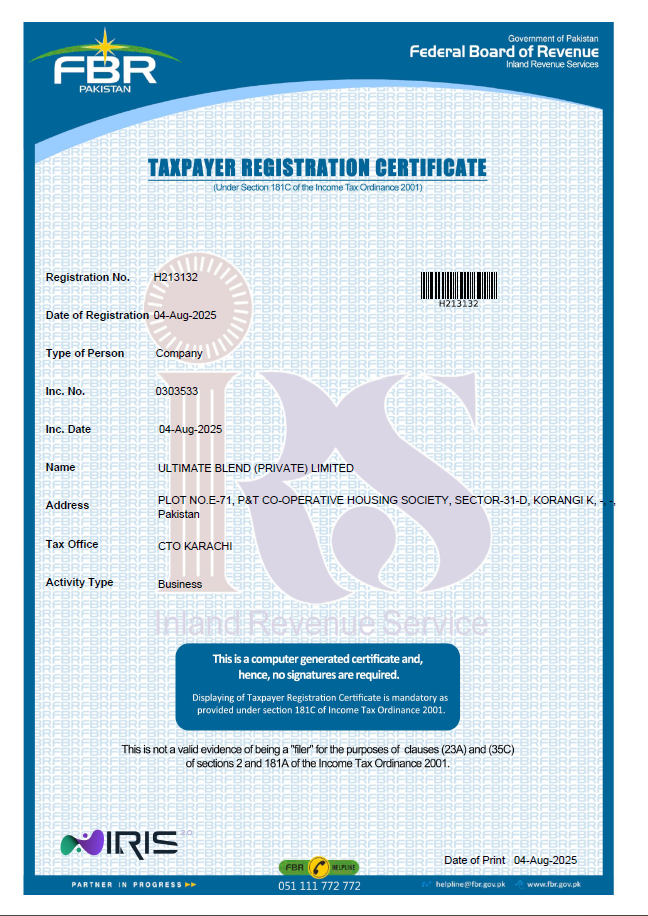 FBR
PAKISTAN
Government of Pakistan
Federal Board of Revenue
Inland Revenue Services
TAXPAYER REGISTRATION CERTIFICATE
(Under Section 181C of the Income Tax Ordinance 2001)
Registration No. H213132
H213132
Date of Registration 04-Aug-2025
Type of Person Company
Inc. No. 0303533
Inc. Date 04-Aug-2025
Name ULTIMATE BLEND (PRIVATE) LIMITED
Address PLOT NO.E-71, P&T CO-OPERATIVE HOUSING SOCIETY, SECTOR-31-D, KORANGI K, -, -,
Pakistan
Tax Office CTO KARACHI
Activity Type Business
IRS
Inland Revenue Service
This is a computer generated certificate and,
hence, no signatures are required.
Displaying of Taxpayer Registration Certificate is mandatory as
provided under section 181C of Income Tax Ordinance 2001.
This is not a valid evidence of being a "filer" for the purposes of clauses (23A) and (35C)
of sections 2 and 181A of the Income Tax Ordinance 2001.
IRIS 2.0
Date of Print 04-Aug-2025
FBR HELPLINE
PARTNER IN PROGRESS
051 111 772 772
helpline@fbr.gov.pk
www.fbr.gov.pk